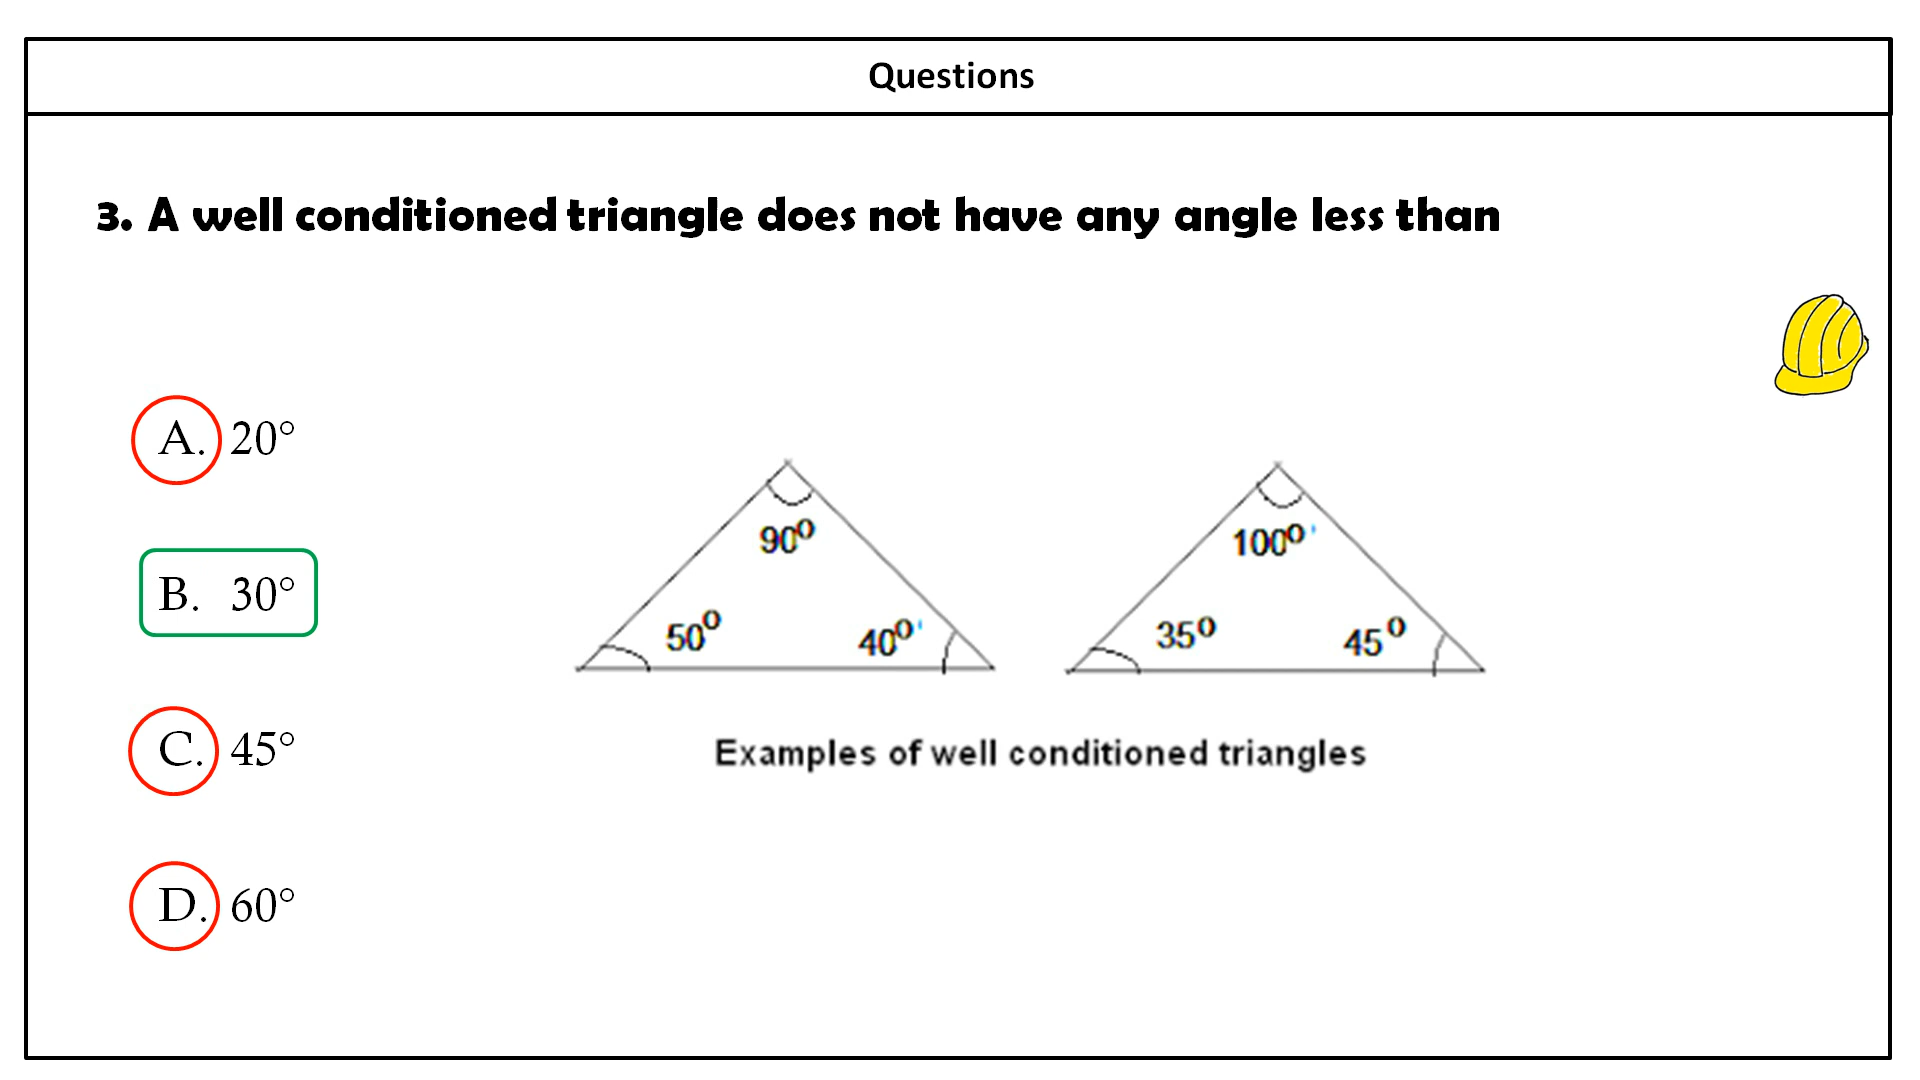 Questions
3. A well conditioned triangle does not have any angle less than
A. 20°
B. 30°
C. 45°
D. 60°
90⁰
50⁰ 40⁰
100⁰
35⁰ 45⁰
Examples of well conditioned triangles